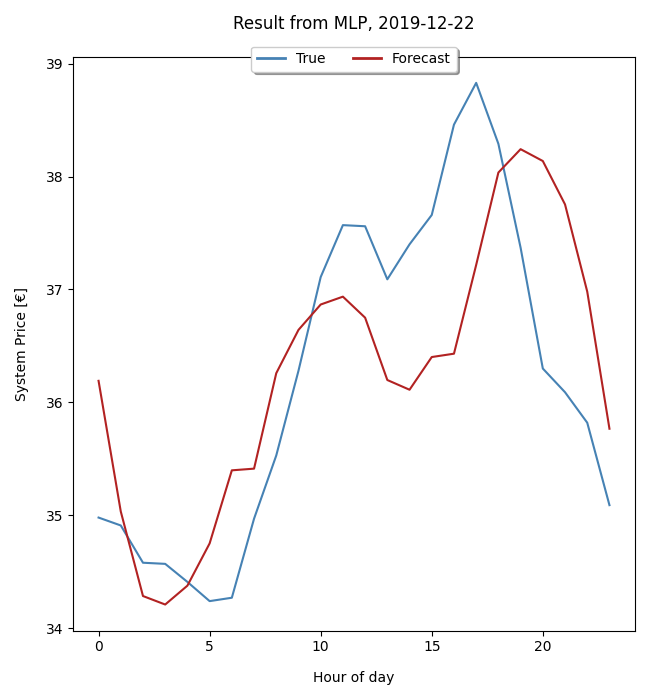 Result from MLP, 2019-12-22
True Forecast
39
38
37
36
35
34
System Price [€]
0 5 10 15 20
Hour of day